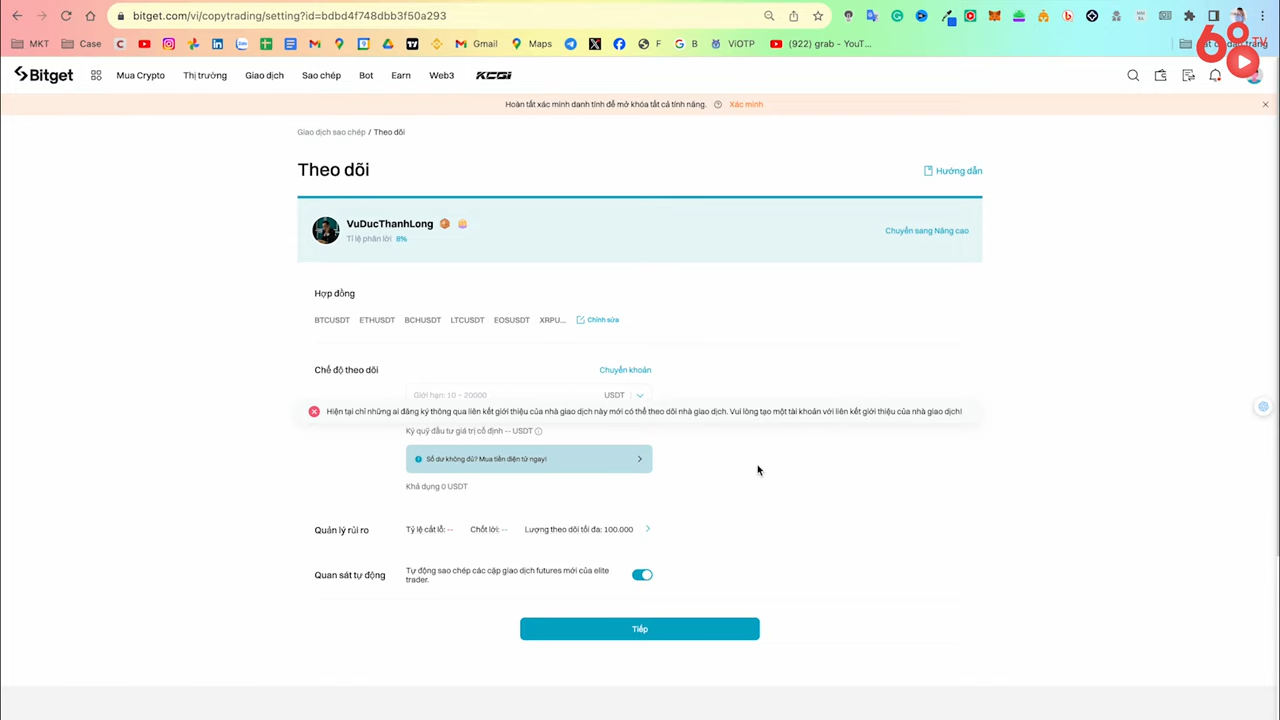 bitget.com/vi/copytrading/setting?id=bdbd4f748dbb3f50a293
MKT
Case
Gmail
Maps
F
G
B
ViOTP
(922) grab - YouT...
68
TV
Bitget
Mua Crypto
Thị trường
Giao dịch
Sao chép
Bot
Earn
Web3
KCGI
Hoàn tất xác minh danh tính để mở khóa tất cả tính năng.
Xác minh
Giao dịch sao chép / Theo dõi
Theo dõi
Hướng dẫn
VuDucThanhLong
Tỉ lệ phân lời 8%
Chuyển sang Nâng cao
Hợp đồng
BTCUSDT ETHUSDT BCHUSDT LTCUSDT EOSUSDT XRPU... Chỉnh sửa
Chế độ theo dõi
Chuyển khoản
Giới hạn: 10 ~ 20000 USDT
Hiện tại chỉ những ai đăng ký thông qua liên kết giới thiệu của nhà giao dịch này mới có thể theo dõi nhà giao dịch. Vui lòng tạo một tài khoản với liên kết giới thiệu của nhà giao dịch!
Ký quỹ đầu tư giá trị cố định -- USDT
Số dư không đủ? Mua tiền điện tử ngay!
Khả dụng 0 USDT
Quản lý rủi ro
Tỷ lệ cắt lỗ: -- Chốt lời: -- Lượng theo dõi tối đa: 100.000
Quan sát tự động
Tự động sao chép các cặp giao dịch futures mới của elite
trader.
Tiếp